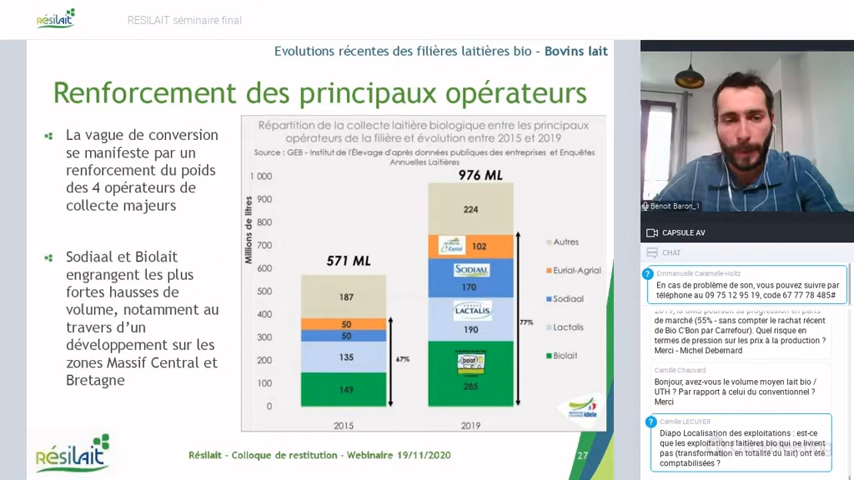 Résilait
RESILAIT séminaire final
Evolutions récentes des filières laitières bio - Bovins lait
Renforcement des principaux opérateurs
La vague de conversion
se manifeste par un
renforcement du poids
des 4 opérateurs de
collecte majeurs
Sodiaal et Biolait
engrangent les plus
fortes hausses de
volume, notamment au
travers d'un
développement sur les
zones Massif Central et
Bretagne
Répartition de la collecte laitière biologique entre les principaux
opérateurs de la filière et évolution entre 2015 et 2019
Source : GEB - Institut de l'Élevage d'après données publiques des entreprises et Enquêtes
Annuelles Laitières
Millions de litres
1 000
900
800
700
600
500
400
300
200
100
0
571 ML
187
50
50
135
149
67%
2015
976 ML
224
102
SODIAAL
170
LACTALIS
190
285
77%
2019
Autres
Eurial-Agrial
Sodiaal
Lactalis
Biolait
idele
Résilait
Résilait - Colloque de restitution - Webinaire 19/11/2020
27
Benoit Baron_1
CAPSULE AV
CHAT
Emmanuelle Caramelle-Holtz
En cas de problème de son, vous pouvez suivre par
téléphone au 09 75 12 95 19, code 67 77 78 485#
de marché (55% - sans compter le rachat récent
de Bio C'Bon par Carrefour). Quel risque en
termes de pression sur les prix à la production ?
Merci - Michel Debernard
Camille Chauvard
Bonjour, avez-vous le volume moyen lait bio /
UTH ? Par rapport à celui du conventionnel ?
Merci
Camille LECUYER
Diapo Localisation des exploitations : est-ce
que les exploitations laitières bio qui ne livrent
pas (transformation en totalité du lait) ont été
comptabilisées ?